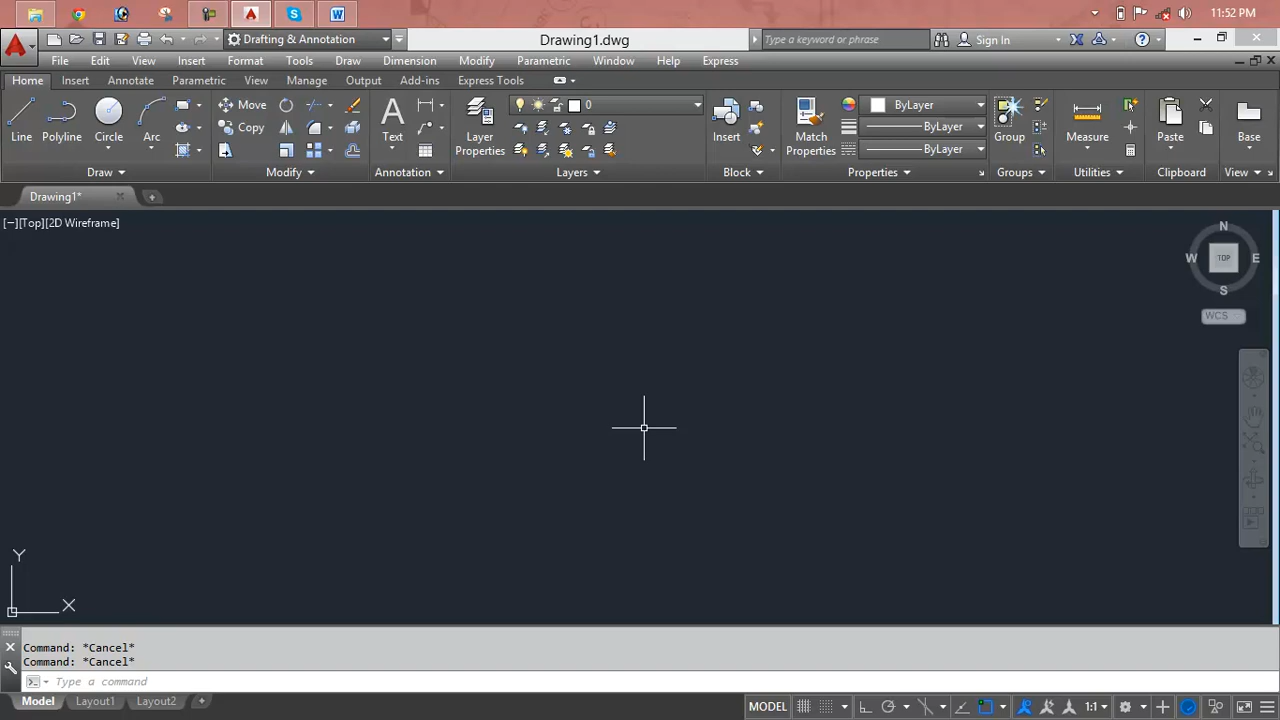 11:52 PM
Drafting & Annotation
Drawing1.dwg
Type a keyword or phrase
Sign In
File Edit View Insert Format Tools Draw Dimension Modify Parametric Window Help Express
Home Insert Annotate Parametric View Manage Output Add-ins Express Tools
Line Polyline Circle Arc
Move
Copy
Text
Layer
Properties
0
Insert
Match
Properties
ByLayer
ByLayer
ByLayer
Group
Measure
Paste
Base
Draw Modify Annotation Layers Block Properties Groups Utilities Clipboard View
Drawing1*
[−][Top][2D Wireframe]
N
W TOP E
S
WCS
Y
X
Command: *Cancel*
Command: *Cancel*
Type a command
Model Layout1 Layout2 +
MODEL 1:1